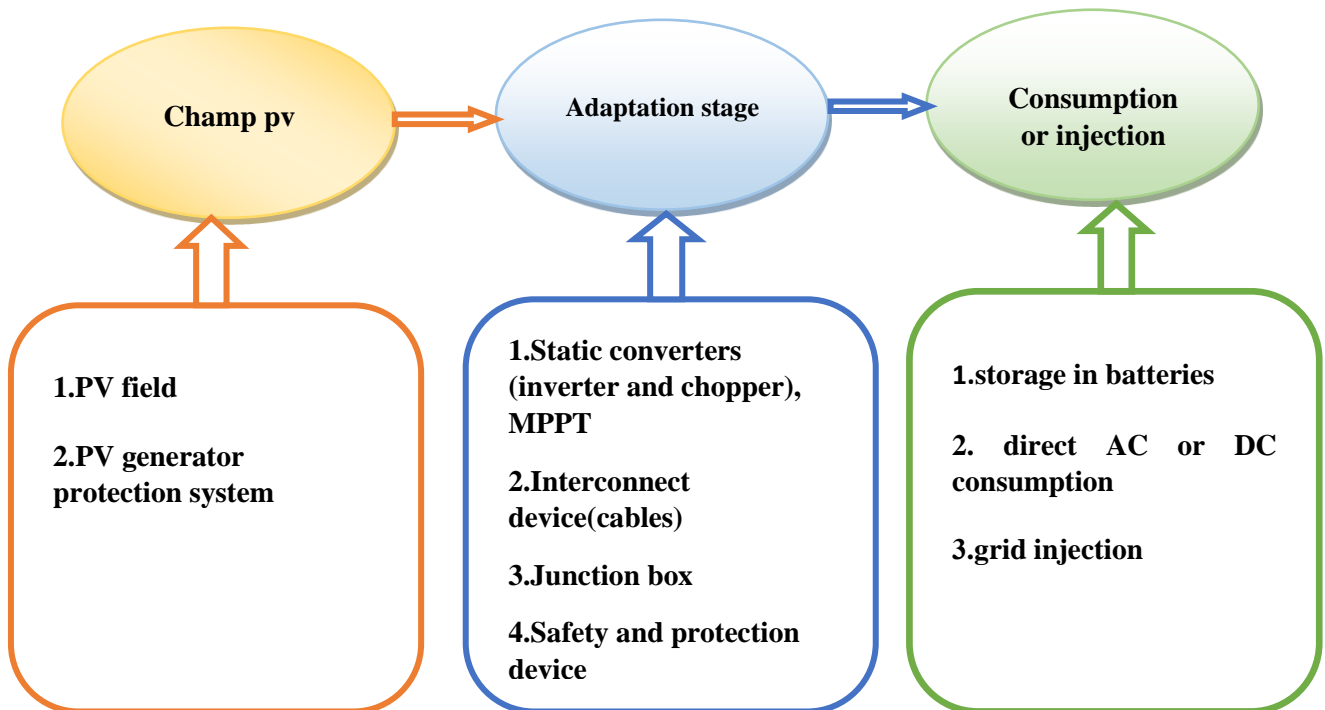 Champ pv
Adaptation stage
Consumption
or injection
1.PV field
2.PV generator
protection system
1.Static converters
(inverter and chopper),
MPPT
2.Interconnect
device(cables)
3.Junction box
4.Safety and protection
device
1.storage in batteries
2. direct AC or DC
consumption
3.grid injection